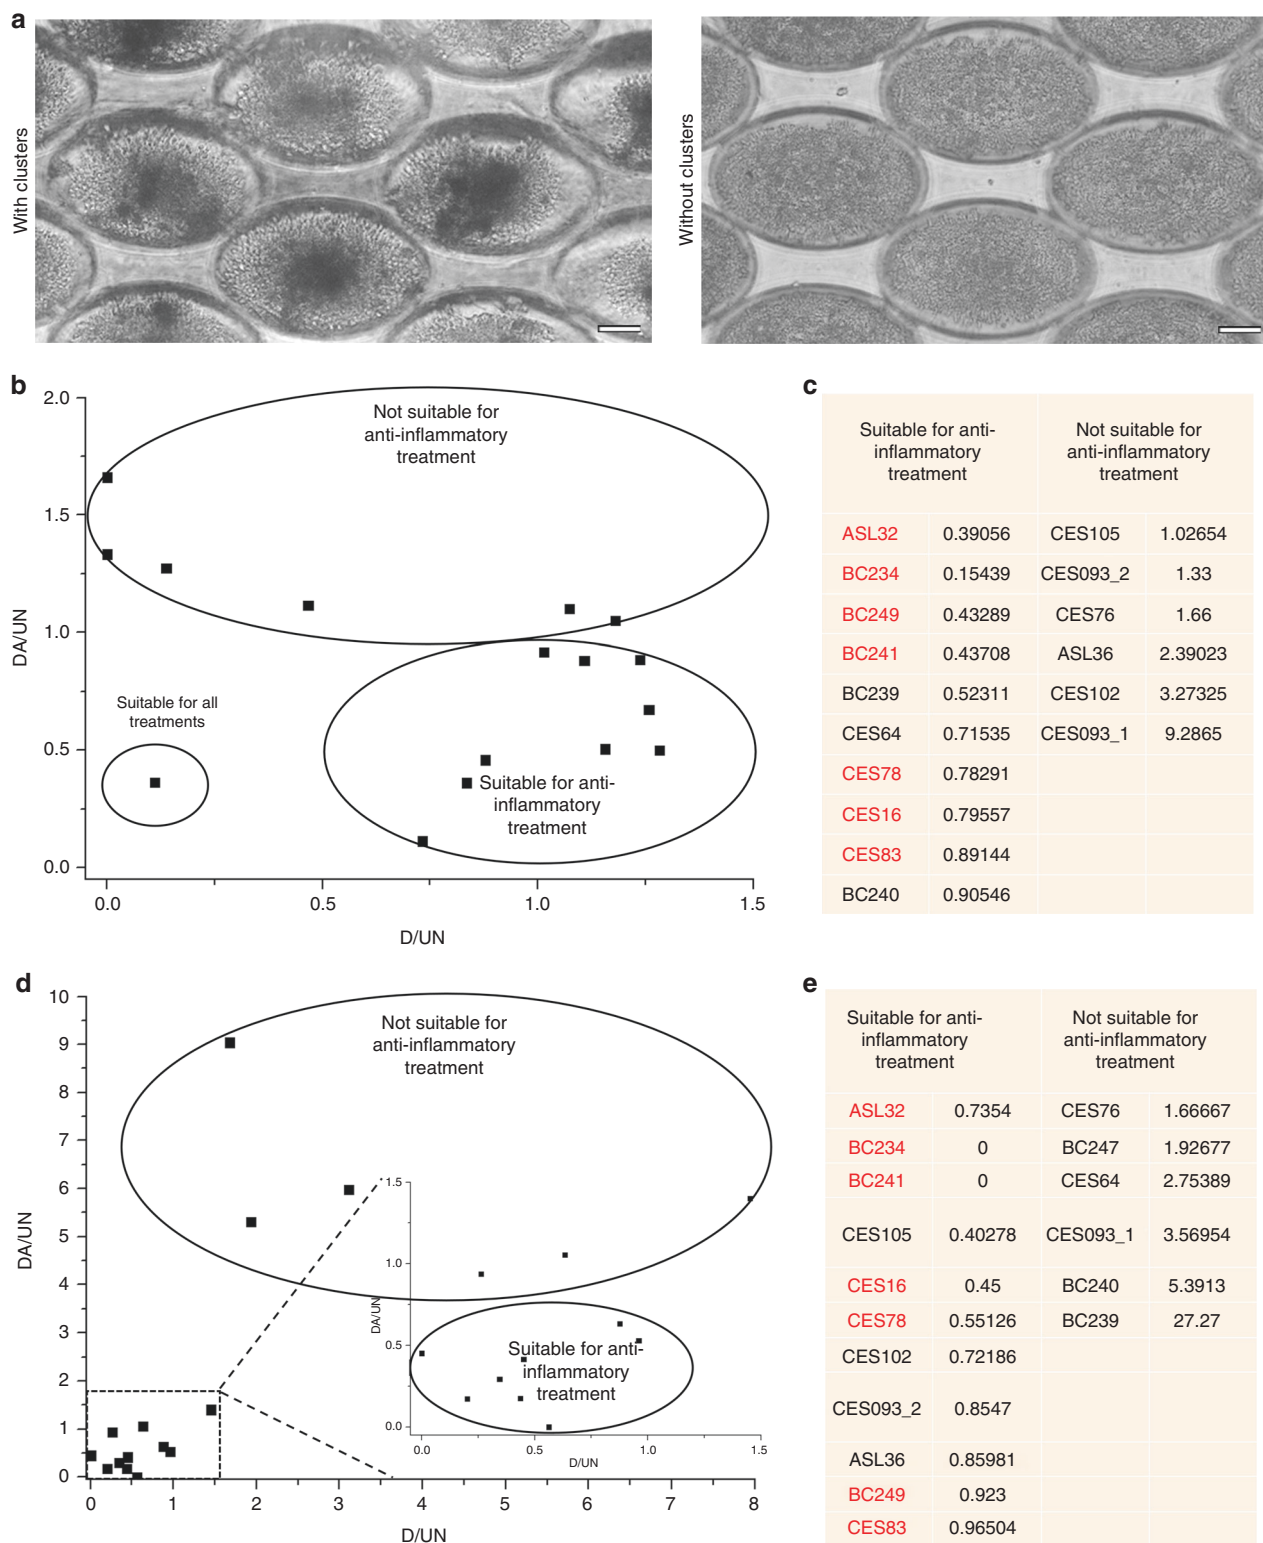 a
With clusters
Without clusters
b
2.0
1.5
1.0
0.5
0.0
DA/UN
Not suitable for
anti-inflammatory
treatment
Suitable for all
treatments
Suitable for anti-
inflammatory
treatment
0.0 0.5 1.0 1.5
D/UN
c
Suitable for anti-
inflammatory
treatment
Not suitable for
anti-inflammatory
treatment
ASL32 0.39056 CES105 1.02654
BC234 0.15439 CES093_2 1.33
BC249 0.43289 CES76 1.66
BC241 0.43708 ASL36 2.39023
BC239 0.52311 CES102 3.27325
CES64 0.71535 CES093_1 9.2865
CES78 0.78291
CES16 0.79557
CES83 0.89144
BC240 0.90546
d
10
9
8
7
6
5
4
3
2
1
0
DA/UN
Not suitable for
anti-inflammatory
treatment
1.5
1.0
0.5
0.0
DA/UN
Suitable for anti-
inflammatory
treatment
0.0 0.5 1.0 1.5
D/UN
0 1 2 3 4 5 6 7 8
D/UN
e
Suitable for anti-
inflammatory
treatment
Not suitable for
anti-inflammatory
treatment
ASL32 0.7354 CES76 1.66667
BC234 0 BC247 1.92677
BC241 0 CES64 2.75389
CES105 0.40278 CES093_1 3.56954
CES16 0.45 BC240 5.3913
CES78 0.55126 BC239 27.27
CES102 0.72186
CES093_2 0.8547
ASL36 0.85981
BC249 0.923
CES83 0.96504